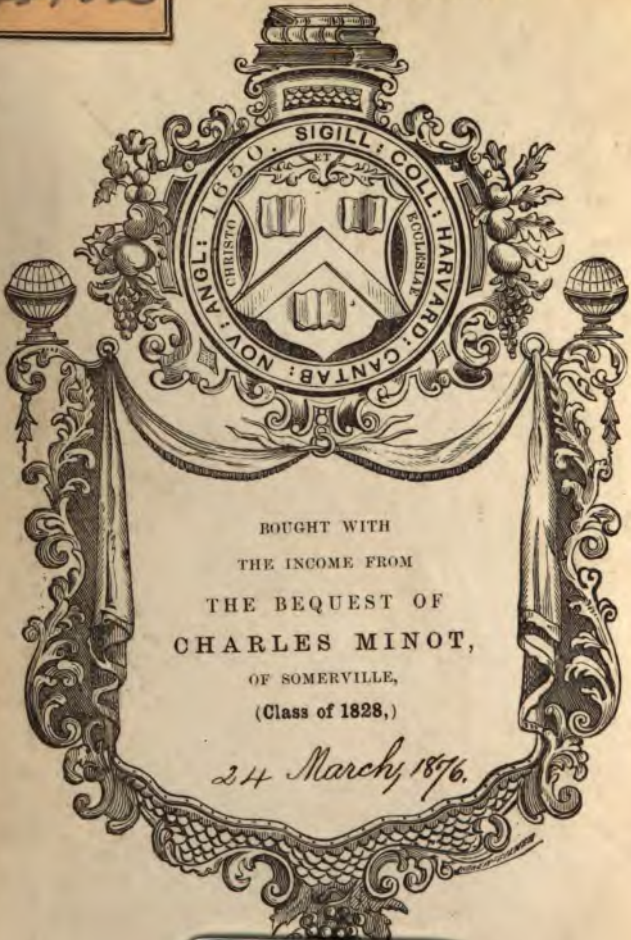 SIGILL: COLL: HARVARD: CANTAB: NOV: ANGL: 1650.
CHRISTO
ET
ECCLESIAE
BOUGHT WITH
THE INCOME FROM
THE BEQUEST OF
CHARLES MINOT,
OF SOMERVILLE,
(Class of 1828,)
24 March, 1876.